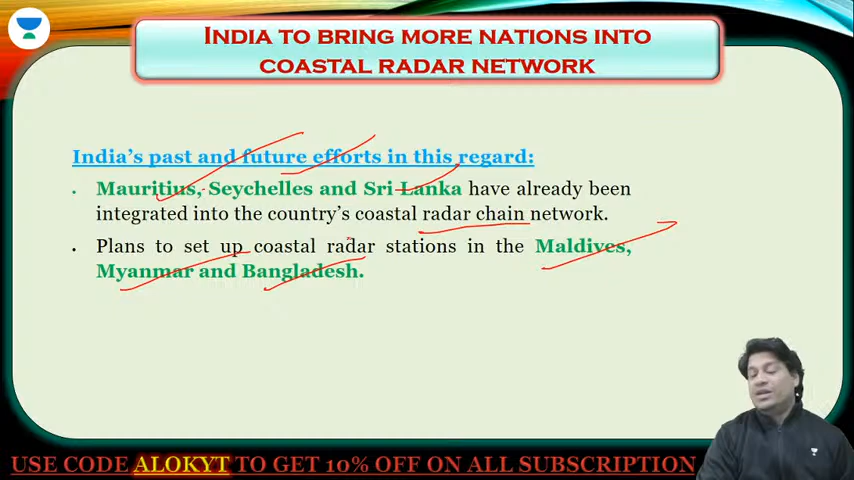 INDIA TO BRING MORE NATIONS INTO
COASTAL RADAR NETWORK
India's past and future efforts in this regard:
• Mauritius, Seychelles and Sri Lanka have already been
integrated into the country's coastal radar chain network.
• Plans to set up coastal radar stations in the Maldives,
Myanmar and Bangladesh.
USE CODE ALOKYT TO GET 10% OFF ON ALL SUBSCRIPTION